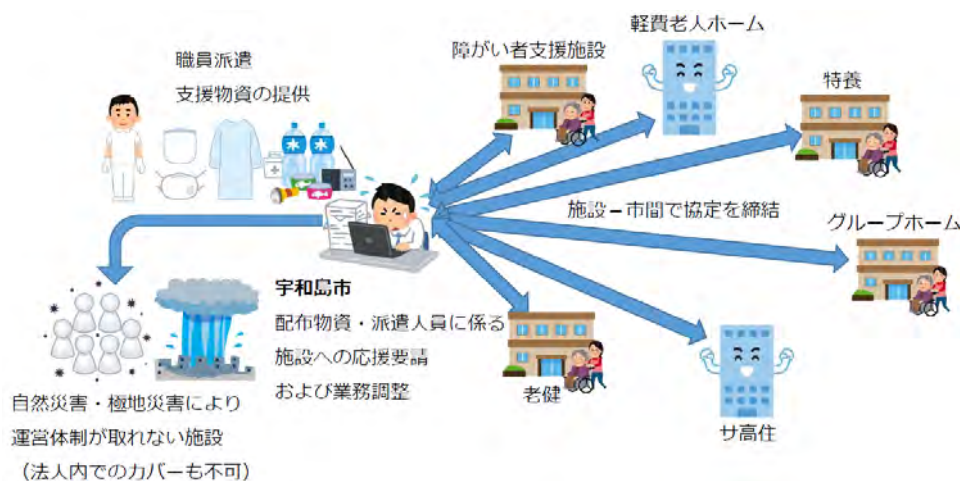 職員派遣
支援物資の提供
水
水
障がい者支援施設
軽費老人ホーム
特養
施設－市間で協定を締結
グループホーム
宇和島市
配布物資・派遣人員に係る
施設への応援要請
および業務調整
老健
サ高住
自然災害・極地災害により
運営体制が取れない施設
（法人内でのカバーも不可）